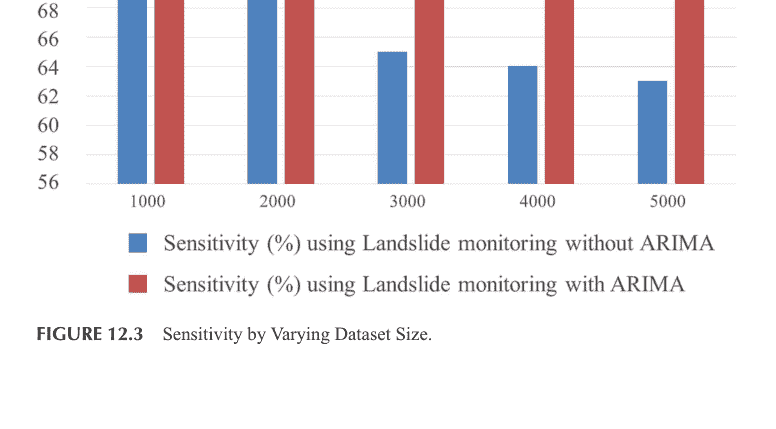 68
66
64
62
60
58
56
1000 2000 3000 4000 5000
Sensitivity (%) using Landslide monitoring without ARIMA
Sensitivity (%) using Landslide monitoring with ARIMA
FIGURE 12.3 Sensitivity by Varying Dataset Size.